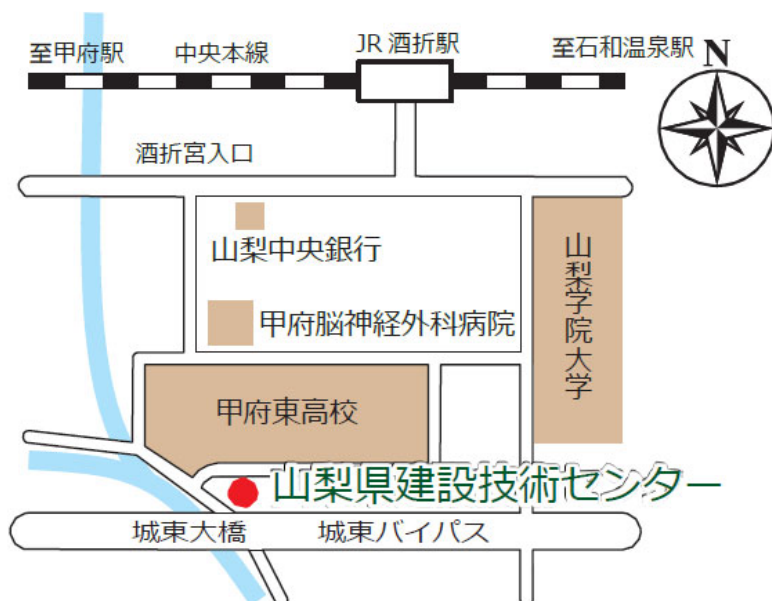 至甲府駅
中央本線
JR 酒折駅
至石和温泉駅
N
酒折宮入口
山梨中央銀行
甲府脳神経外科病院
山梨学院大学
甲府東高校
山梨県建設技術センター
城東大橋
城東バイパス